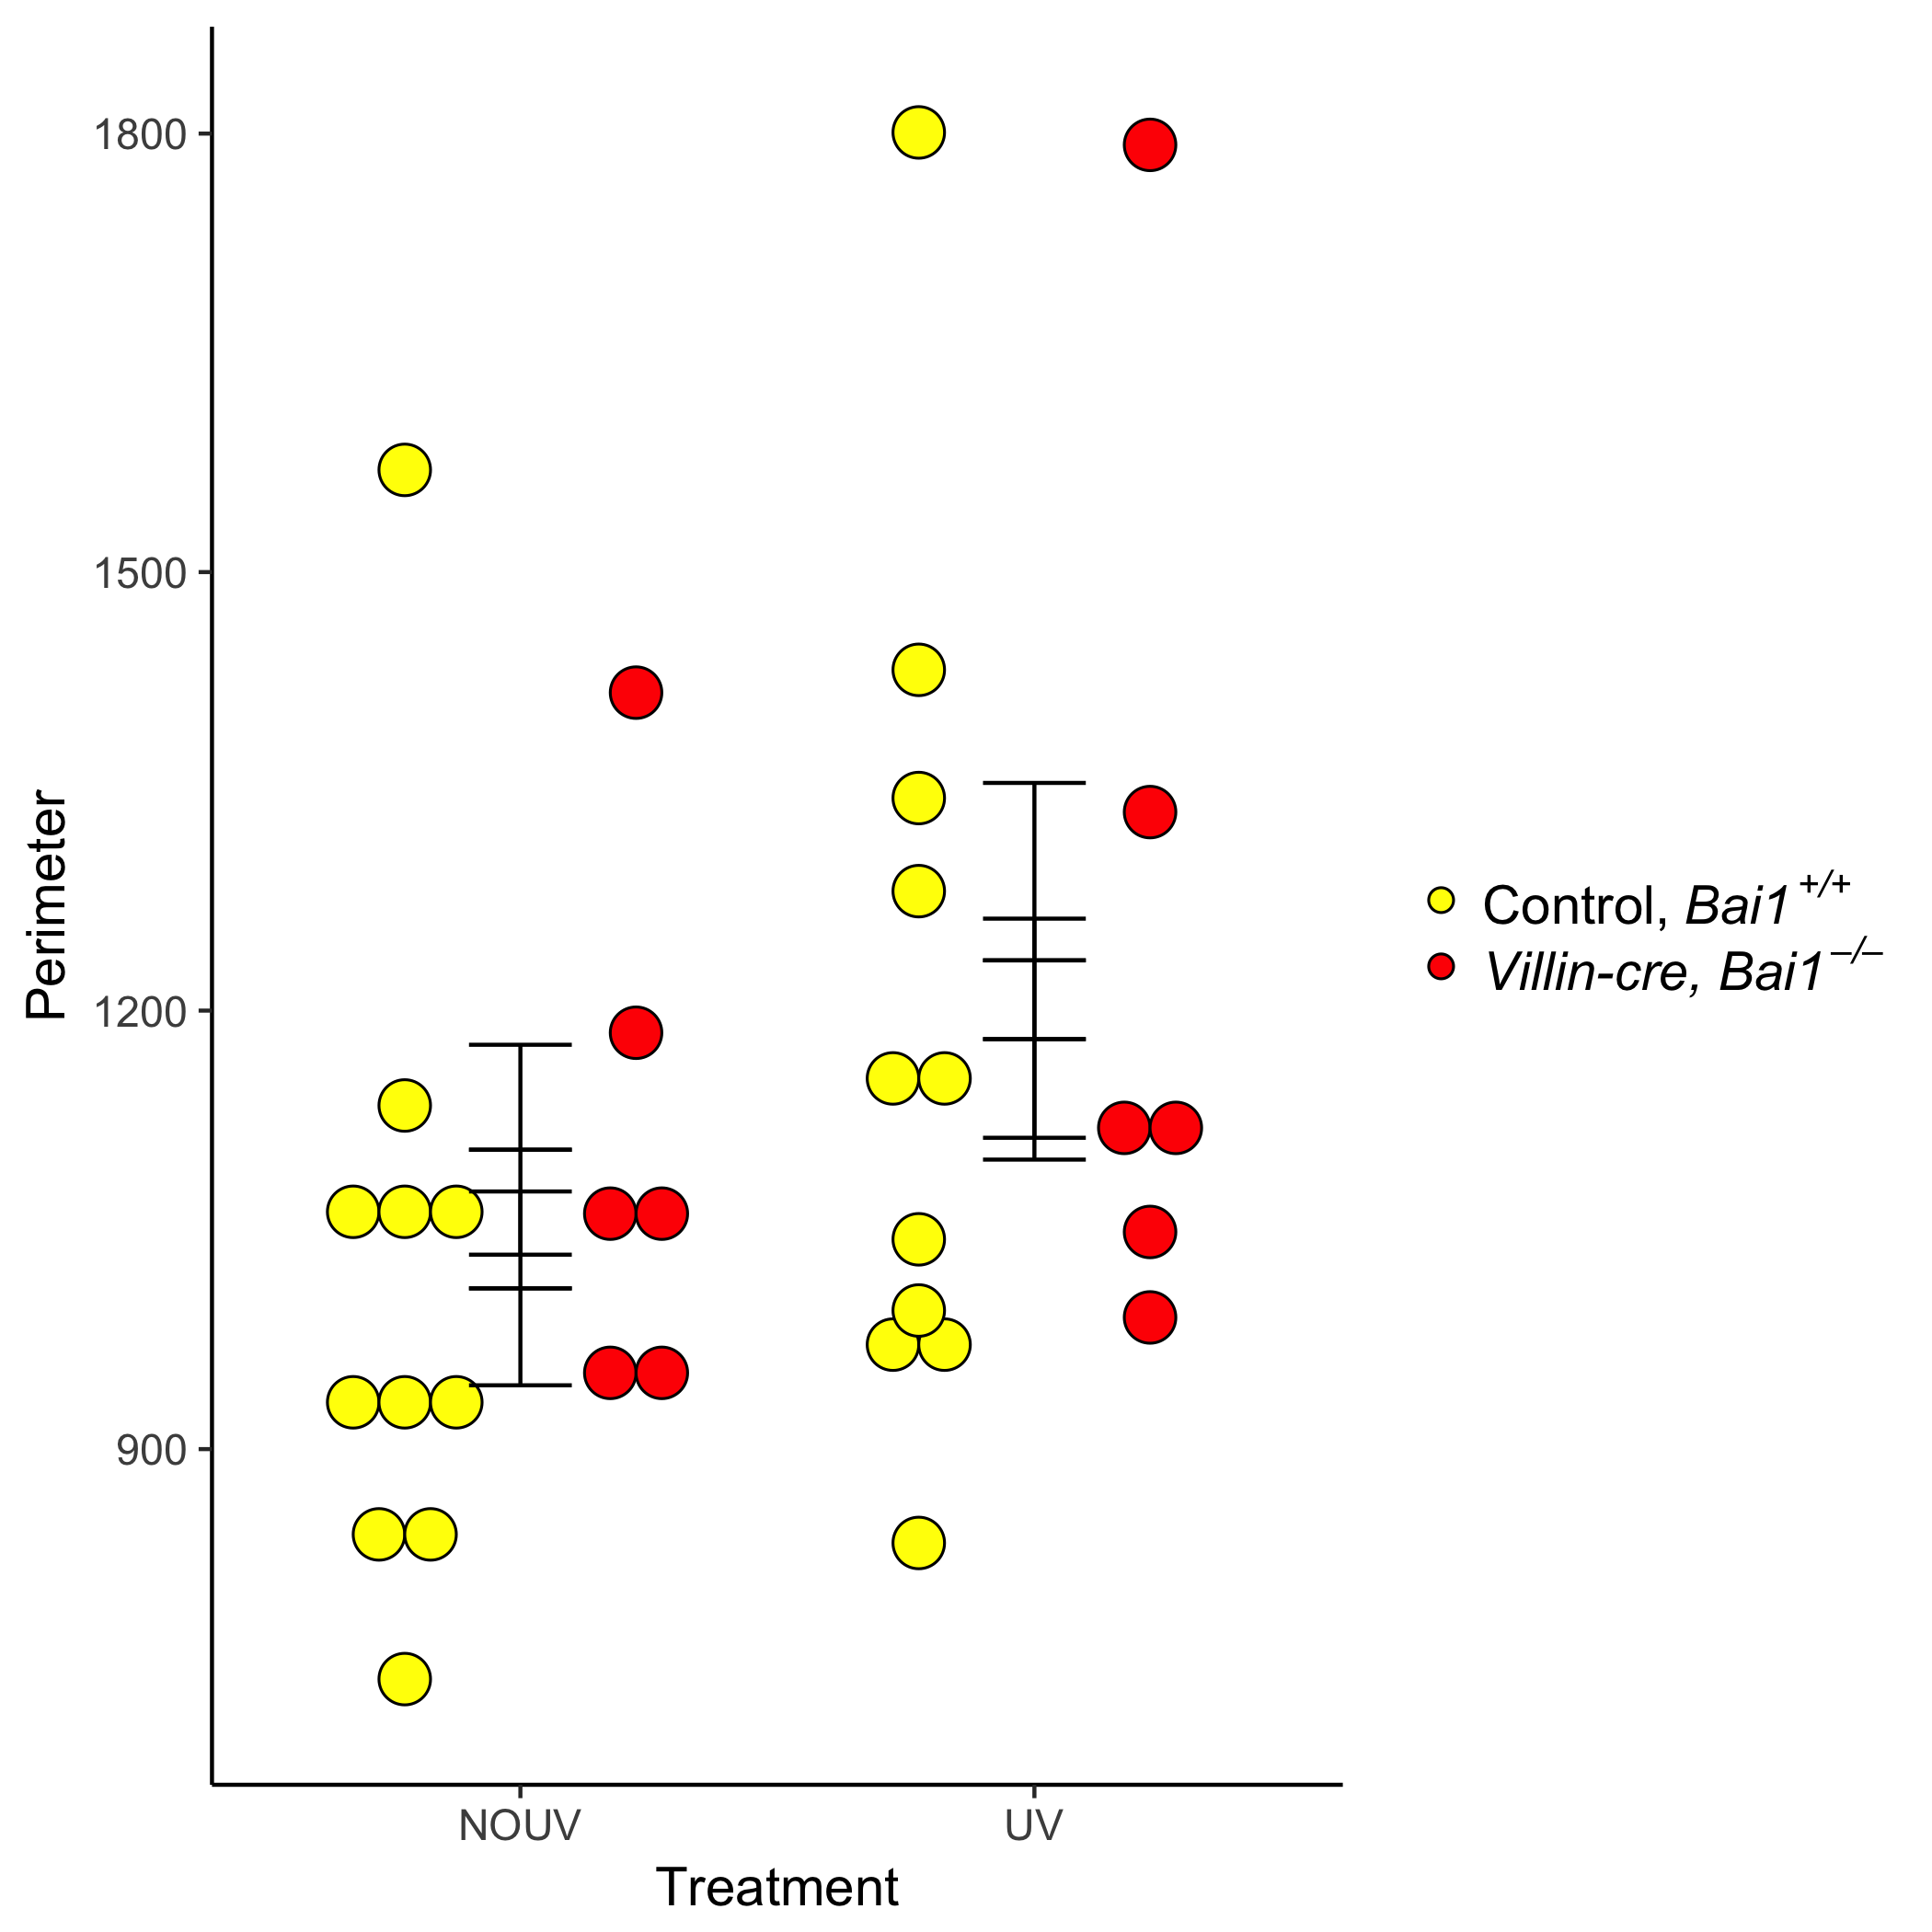 1800
1500
1200
900
Perimeter
NOUV UV
Treatment
Control, Bai1 +/+
Villin-cre, Bai1 −/−